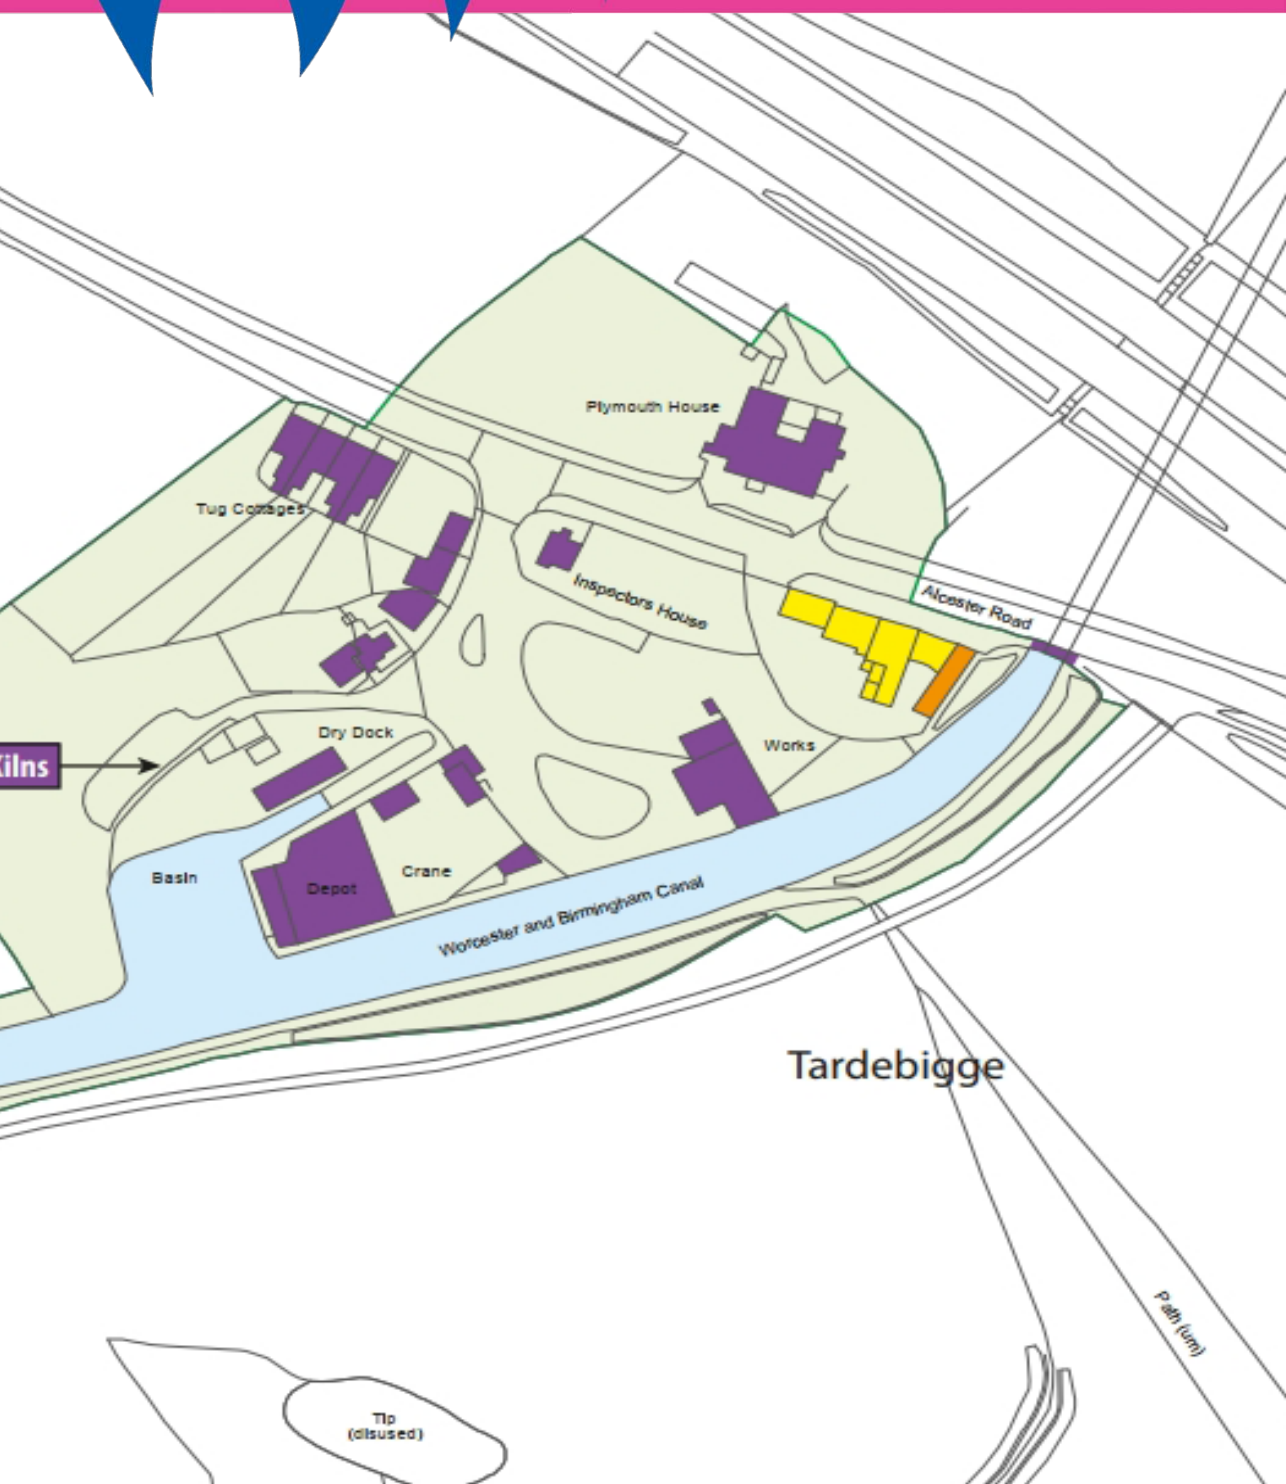 Plymouth House
Tug Cottages
Inspectors House
Alcester Road
Dry Dock
Works
Kilns
Basin
Depot
Crane
Worcester and Birmingham Canal
Tardebigge
Path (um)
Tip
(disused)